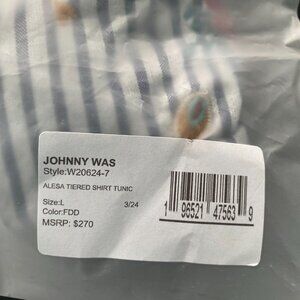 JOHNNY WAS
Style:W20624-7
ALESA TIERED SHIRT TUNIC
Size:L 3/24
Color:FDD
MSRP: $270
1 96521 47563 9